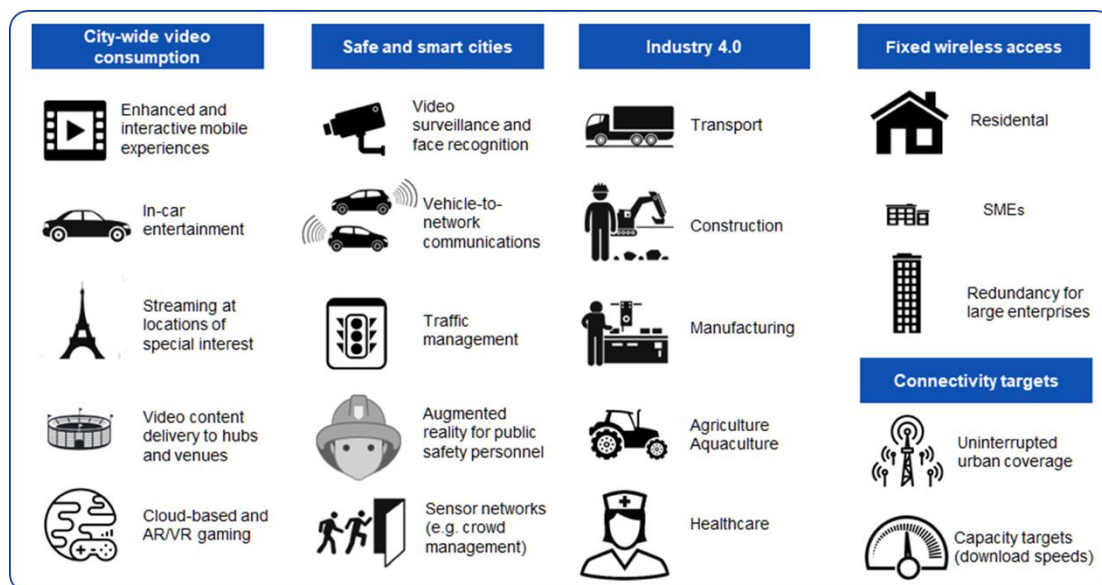 City-wide video
consumption
Enhanced and
interactive mobile
experiences
In-car
entertainment
Streaming at
locations of
special interest
Video content
delivery to hubs
and venues
Cloud-based and
AR/VR gaming
Safe and smart cities
Video
surveillance and
face recognition
Vehicle-to-
network
communications
Traffic
management
Augmented
reality for public
safety personnel
Sensor networks
(e.g. crowd
management)
Industry 4.0
Transport
Construction
Manufacturing
Agriculture
Aquaculture
Healthcare
Fixed wireless access
Residental
SMEs
Redundancy for
large enterprises
Connectivity targets
Uninterrupted
urban coverage
Capacity targets
(download speeds)